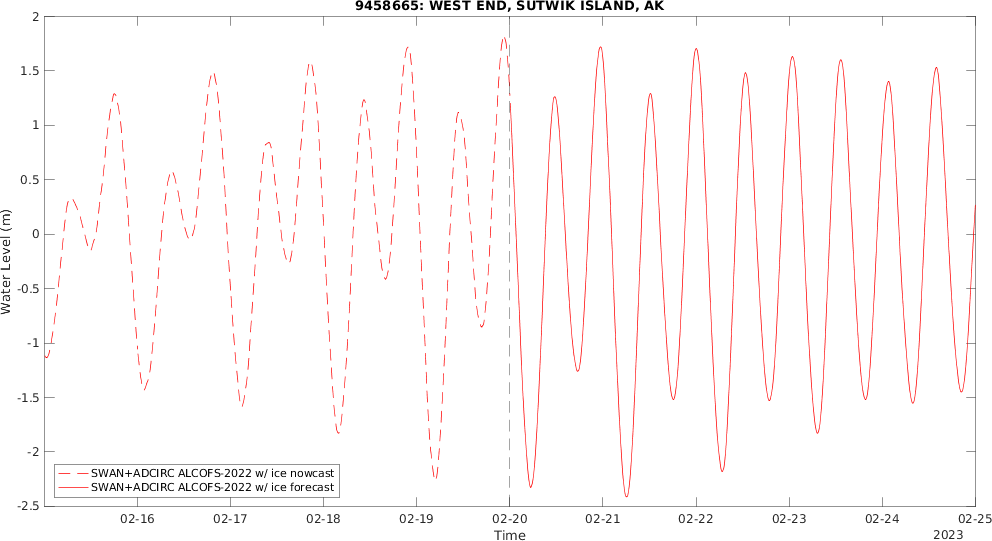 9458665: WEST END, SUTWIK ISLAND, AK
2
1.5
1
0.5
0
-0.5
-1
-1.5
-2
-2.5
Water Level (m)
SWAN+ADCIRC ALCOFS-2022 w/ ice nowcast
SWAN+ADCIRC ALCOFS-2022 w/ ice forecast
02-16 02-17 02-18 02-19 02-20 02-21 02-22 02-23 02-24 02-25
Time
2023